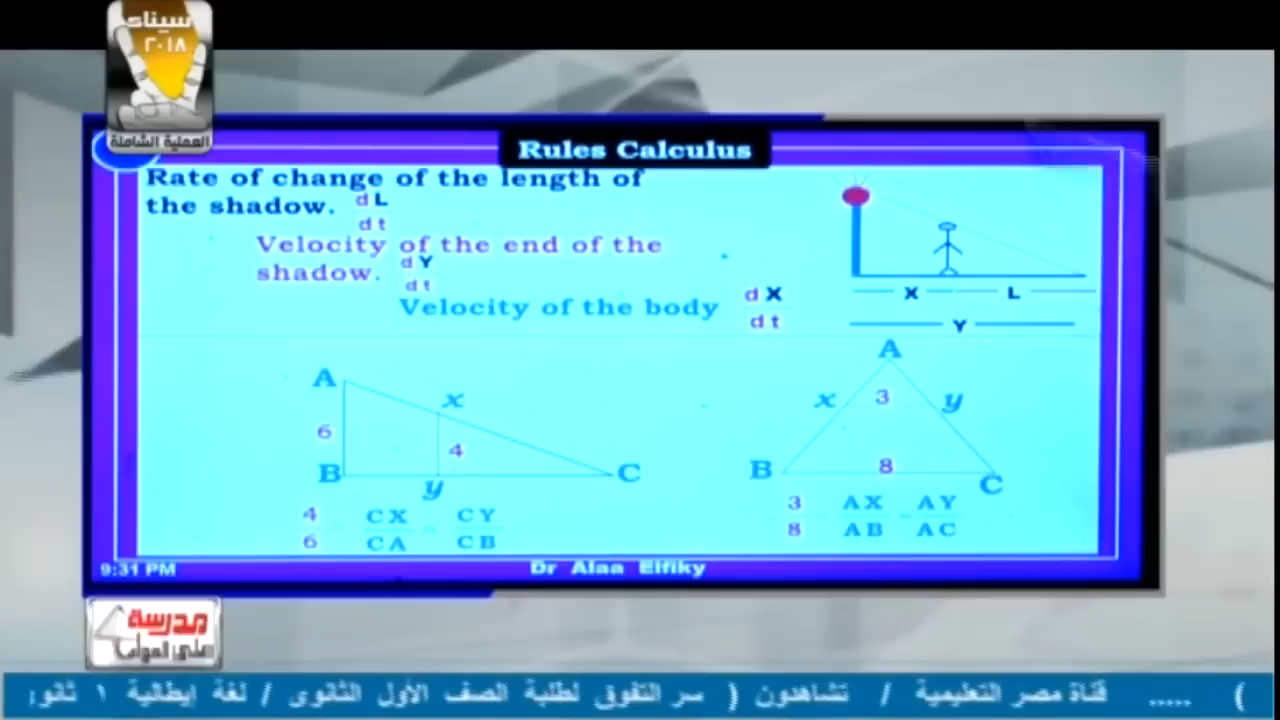 سيناء
٢٠١٨
العملية الشاملة
Rules Calculus
Rate of change of the length of
the shadow. dL
dt
Velocity of the end of the
shadow. dY
dt
Velocity of the body dX
dt
X L
Y
A
x
6
4
B
y
C
4 CX CY
6 CA CB
A
x 3 y
B 8 C
3 AX AY
8 AB AC
9:31 PM
Dr Alaa Elfiky
مدرسة
على الهواء
( ..... قناة مصر التعليمية / تشاهدون ( سر التفوق لطلبة الصف الأول الثانوى / لغة إيطالية ١ ثانوى